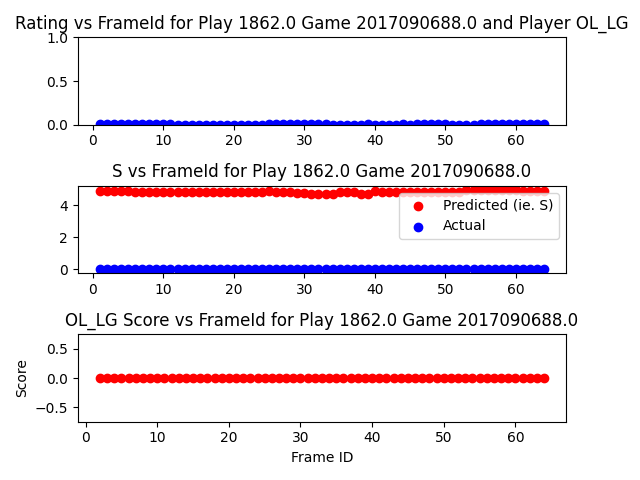 Rating vs FrameId for Play 1862.0 Game 2017090688.0 and Player OL_LG
1.0
0.5
0.0
0 10 20 30 40 50 60
S vs FrameId for Play 1862.0 Game 2017090688.0
4
2
0
Predicted (ie. S)
Actual
0 10 20 30 40 50 60
OL_LG Score vs FrameId for Play 1862.0 Game 2017090688.0
Score
0.5
0.0
−0.5
0 10 20 30 40 50 60
Frame ID